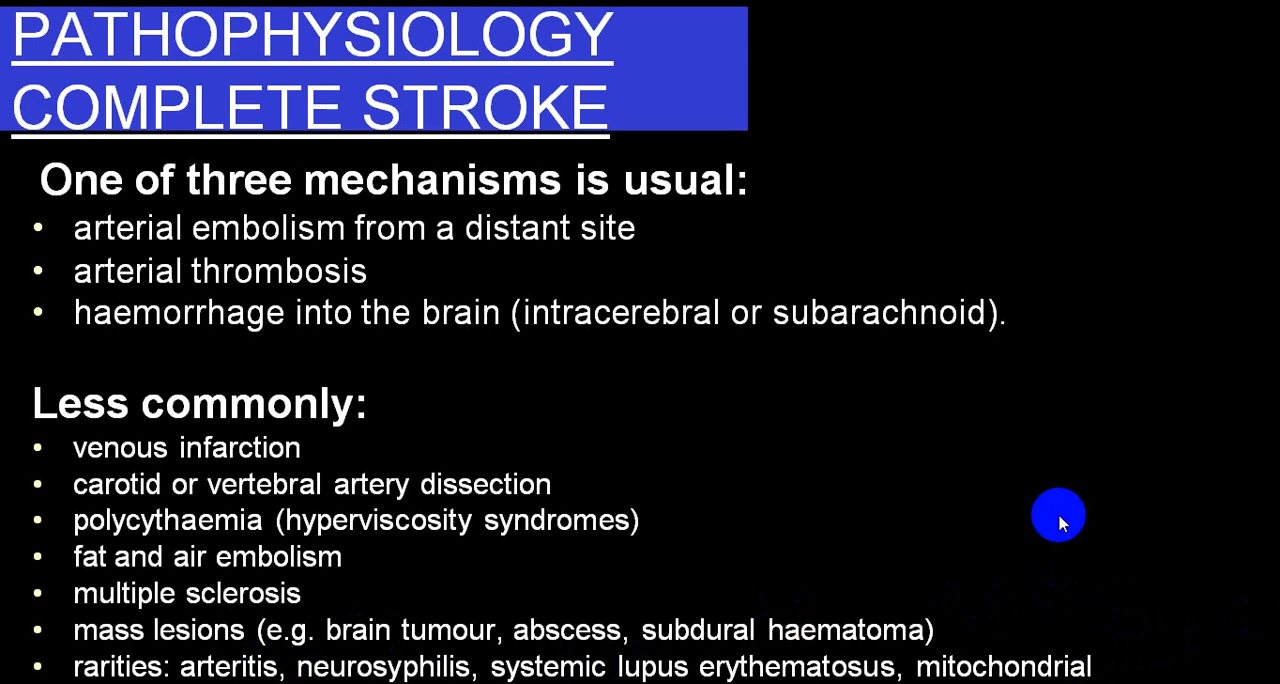 PATHOPHYSIOLOGY
COMPLETE STROKE
One of three mechanisms is usual:
• arterial embolism from a distant site
• arterial thrombosis
• haemorrhage into the brain (intracerebral or subarachnoid).
Less commonly:
• venous infarction
• carotid or vertebral artery dissection
• polycythaemia (hyperviscosity syndromes)
• fat and air embolism
• multiple sclerosis
• mass lesions (e.g. brain tumour, abscess, subdural haematoma)
• rarities: arteritis, neurosyphilis, systemic lupus erythematosus, mitochondrial